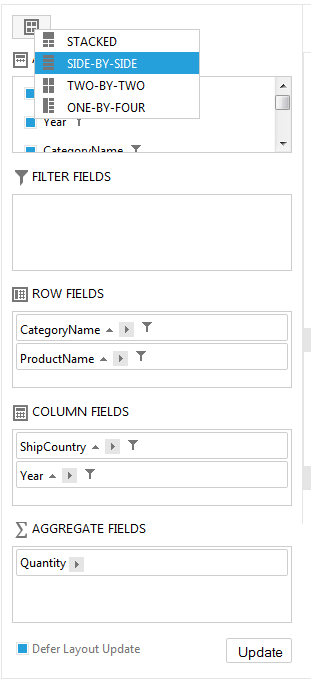 STACKED
SIDE-BY-SIDE
TWO-BY-TWO
ONE-BY-FOUR
Year
CategoryName
FILTER FIELDS
ROW FIELDS
CategoryName
ProductName
COLUMN FIELDS
ShipCountry
Year
AGGREGATE FIELDS
Quantity
Defer Layout Update
Update